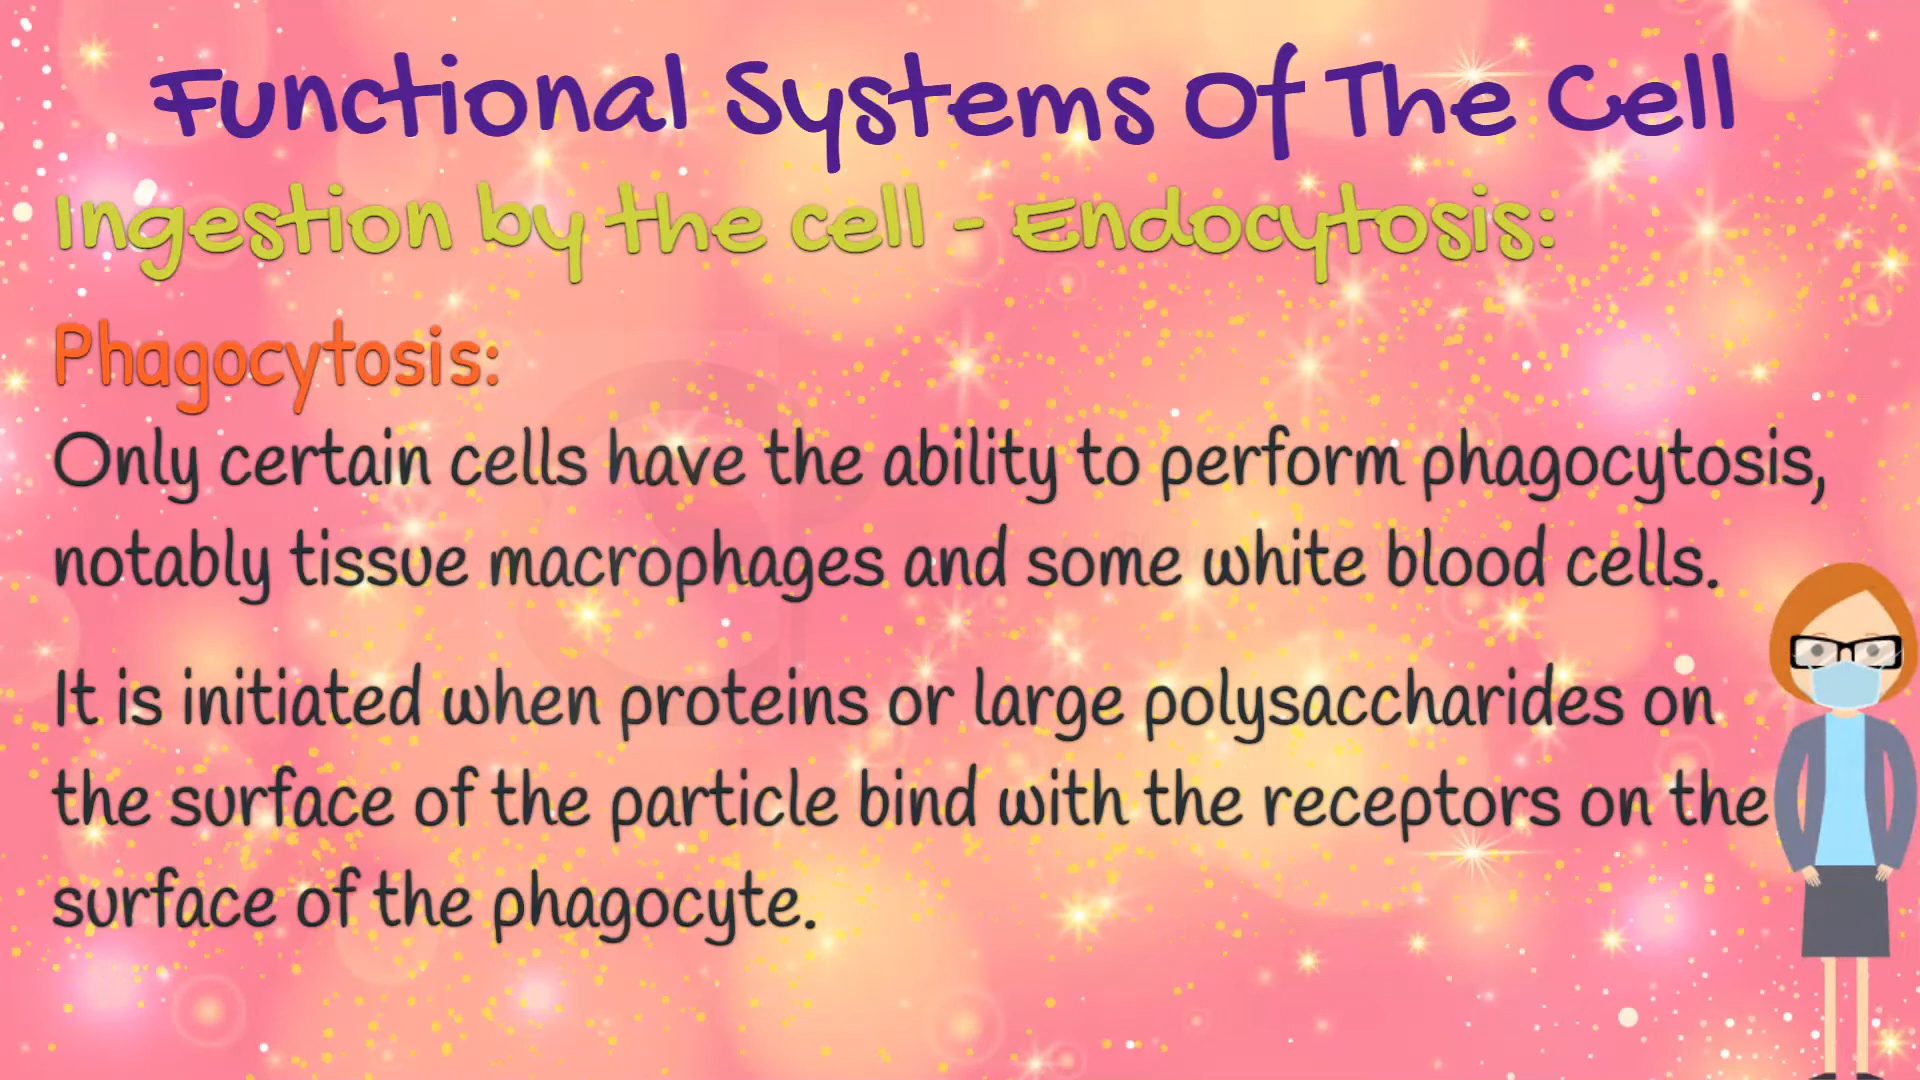 Functional Systems Of The Cell
Ingestion by the cell - Endocytosis:
Phagocytosis:
Only certain cells have the ability to perform phagocytosis,
notably tissue macrophages and some white blood cells.
It is initiated when proteins or large polysaccharides on
the surface of the particle bind with the receptors on the
surface of the phagocyte.